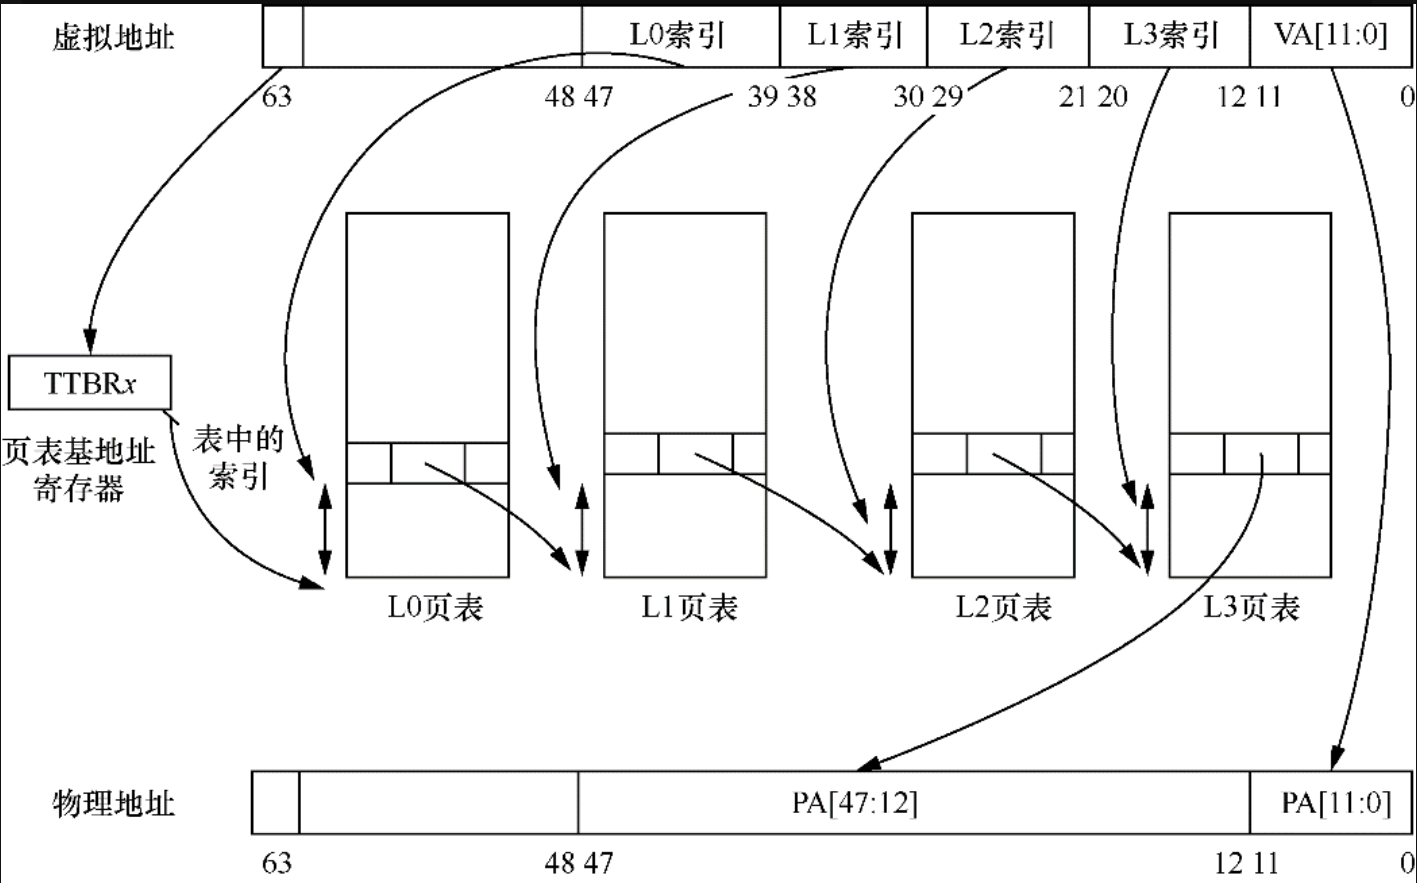 虚拟地址 L0索引 L1索引 L2索引 L3索引 VA[11:0]
63 48 47 39 38 30 29 21 20 12 11 0
TTBRx
页表基地址
寄存器
表中的
索引
L0页表 L1页表 L2页表 L3页表
物理地址 PA[47:12] PA[11:0]
63 48 47 12 11 0